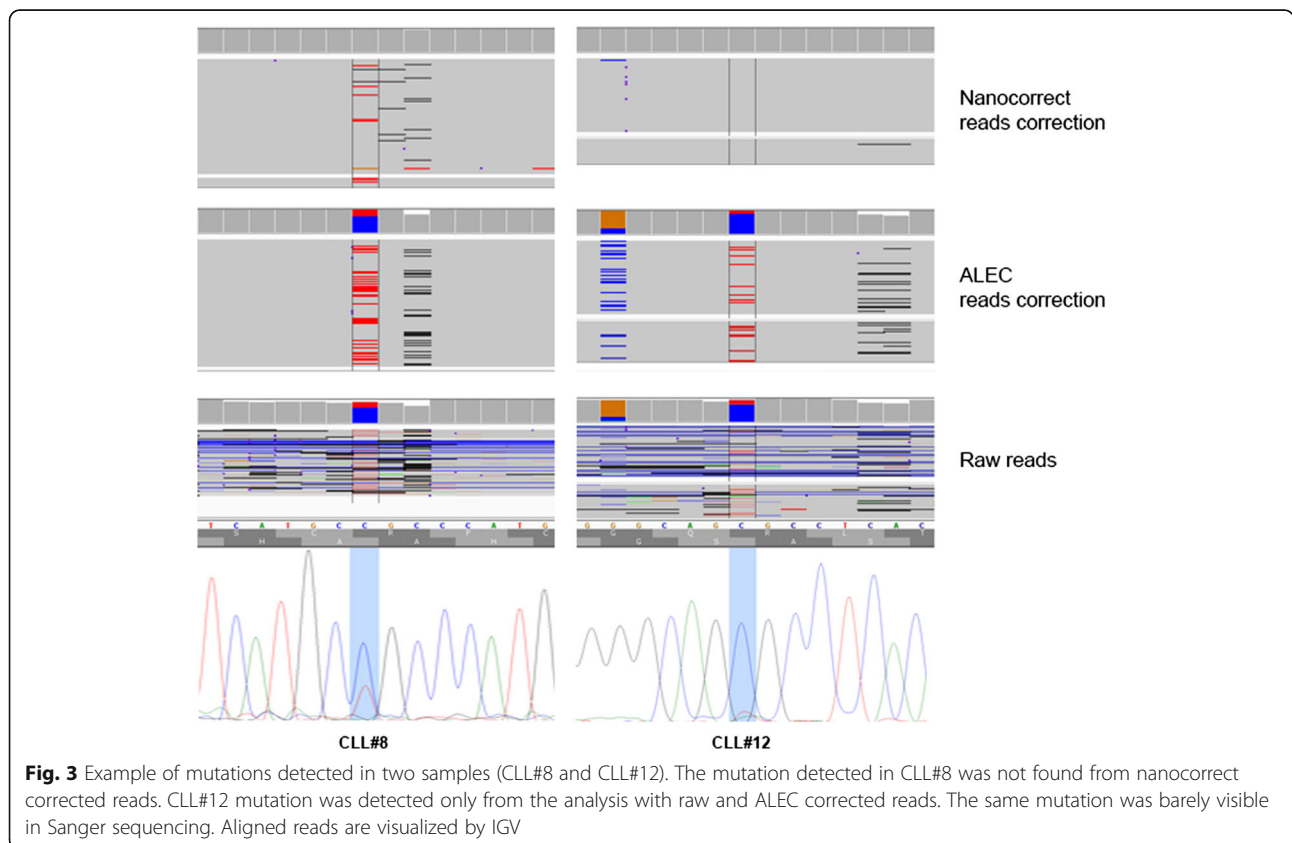 Nanocorrect
reads correction
ALEC
reads correction
Raw reads
T C A T G C C G C C C A T G
G G G C A G C G C C T C A C
S C R P C
H A A H
G Q R L T
G S A S
CLL#8
CLL#12
Fig. 3 Example of mutations detected in two samples (CLL#8 and CLL#12). The mutation detected in CLL#8 was not found from nanocorrect
corrected reads. CLL#12 mutation was detected only from the analysis with raw and ALEC corrected reads. The same mutation was barely visible
in Sanger sequencing. Aligned reads are visualized by IGV